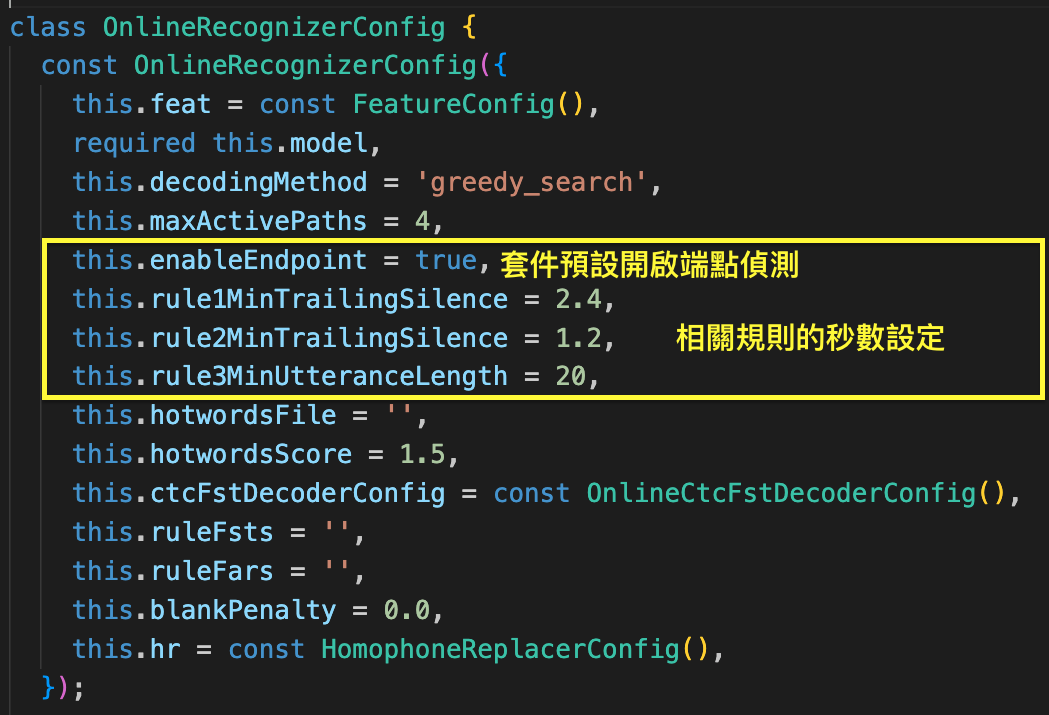 class OnlineRecognizerConfig {
const OnlineRecognizerConfig({
this.feat = const FeatureConfig(),
required this.model,
this.decodingMethod = 'greedy_search',
this.maxActivePaths = 4,
this.enableEndpoint = true, 套件預設開啟端點偵測
this.rule1MinTrailingSilence = 2.4,
this.rule2MinTrailingSilence = 1.2, 相關規則的秒數設定
this.rule3MinUtteranceLength = 20,
this.hotwordsFile = '',
this.hotwordsScore = 1.5,
this.ctcFstDecoderConfig = const OnlineCtcFstDecoderConfig(),
this.ruleFsts = '',
this.ruleFars = '',
this.blankPenalty = 0.0,
this.hr = const HomophoneReplacerConfig(),
});